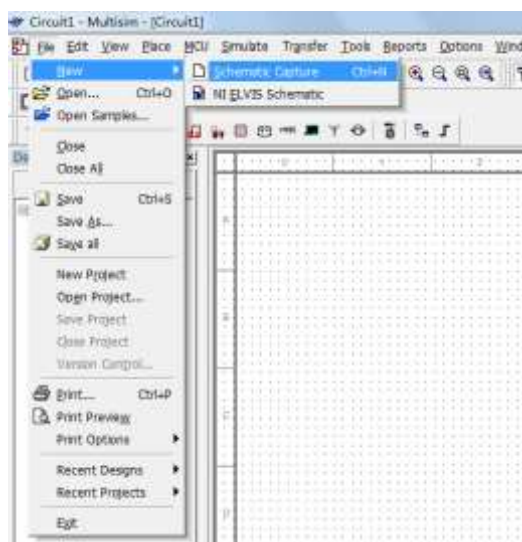 Circuit1 - Multisim - [Circuit1]
File Edit View Place MCU Simulate Transfer Tools Reports Options
New
Schematic Capture Ctrl+N
NI ELVIS Schematic
Open... Ctrl+O
Open Samples...
Close
Close All
Save Ctrl+S
Save As...
Save all
New Project
Open Project...
Save Project
Close Project
Version Control...
Print... Ctrl+P
Print Preview
Print Options
Recent Designs
Recent Projects
Exit